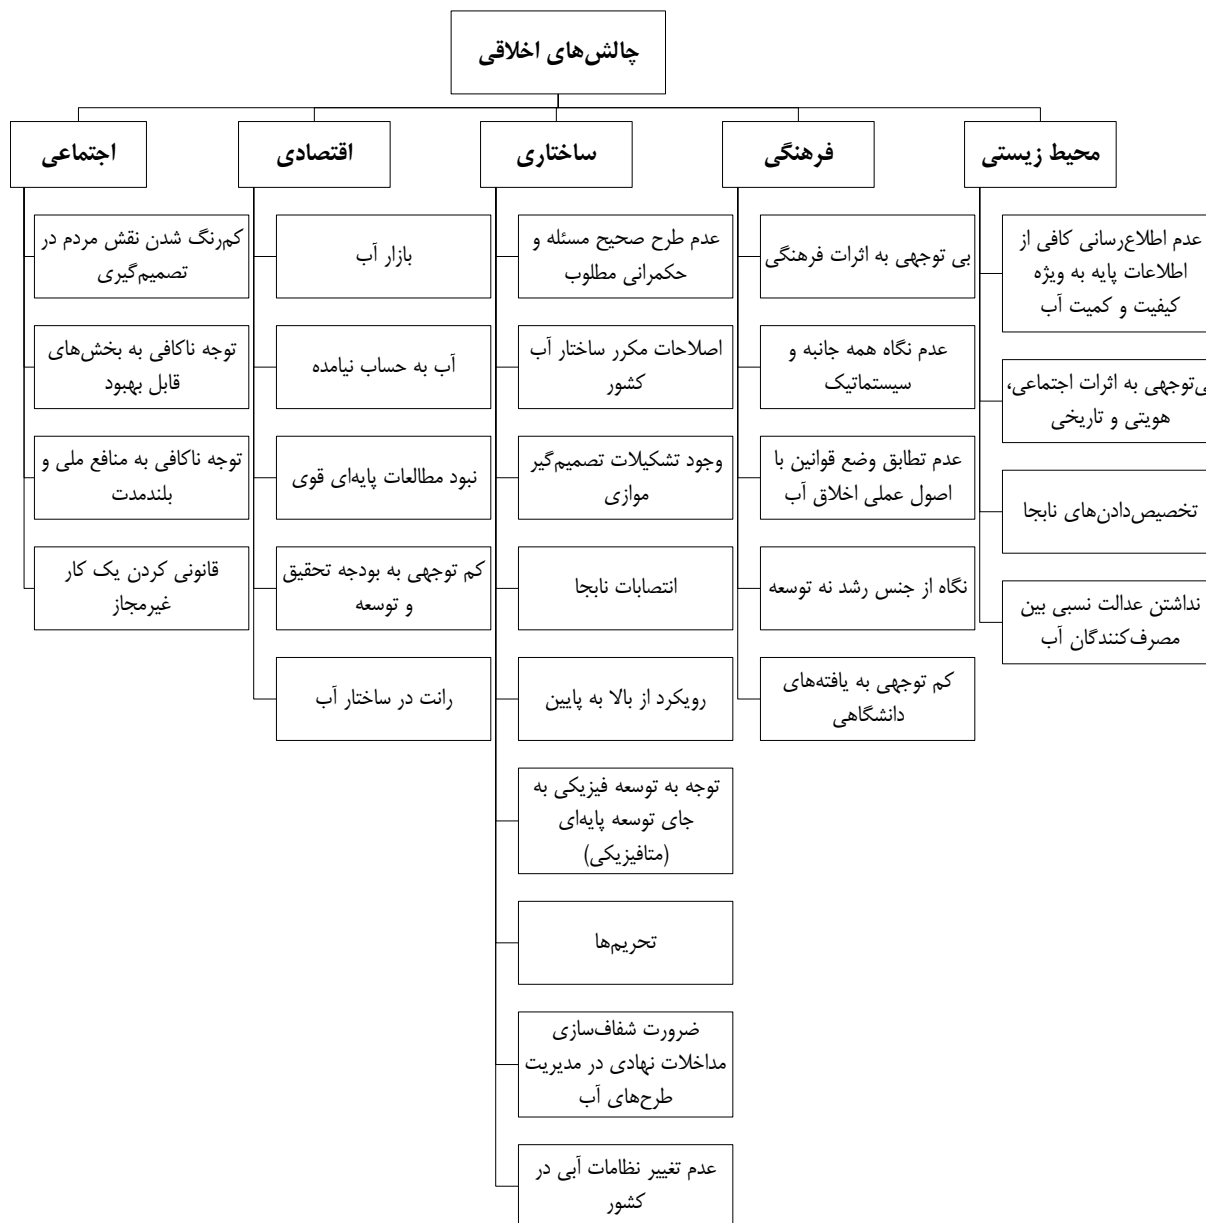 چالش‌های اخلاقی
محیط زیستی
فرهنگی
ساختاری
اقتصادی
اجتماعی
عدم اطلاع‌رسانی کافی از
اطلاعات پایه به ویژه
کیفیت و کمیت آب
بی‌توجهی به اثرات اجتماعی،
هویتی و تاریخی
تخصیص‌دادن‌های نابجا
نداشتن عدالت نسبی بین
مصرف‌کنندگان آب
بی توجهی به اثرات فرهنگی
عدم نگاه همه جانبه و
سیستماتیک
عدم تطابق وضع قوانین با
اصول عملی اخلاق آب
نگاه از جنس رشد نه توسعه
کم توجهی به یافته‌های
دانشگاهی
عدم طرح صحیح مسئله و
حکمرانی مطلوب
اصلاحات مکرر ساختار آب
کشور
وجود تشکیلات تصمیم‌گیر
موازی
انتصابات نابجا
رویکرد از بالا به پایین
توجه به توسعه فیزیکی به
جای توسعه پایه‌ای
(متافیزیکی)
تحریم‌ها
ضرورت شفاف‌سازی
مداخلات نهادی در مدیریت
طرح‌های آب
عدم تغییر نظامات آبی در
کشور
بازار آب
آب به حساب نیامده
نبود مطالعات پایه‌ای قوی
کم توجهی به بودجه تحقیق
و توسعه
رانت در ساختار آب
کم‌رنگ شدن نقش مردم در
تصمیم‌گیری
توجه ناکافی به بخش‌های
قابل بهبود
توجه ناکافی به منافع ملی و
بلندمدت
قانونی کردن یک کار
غیرمجاز